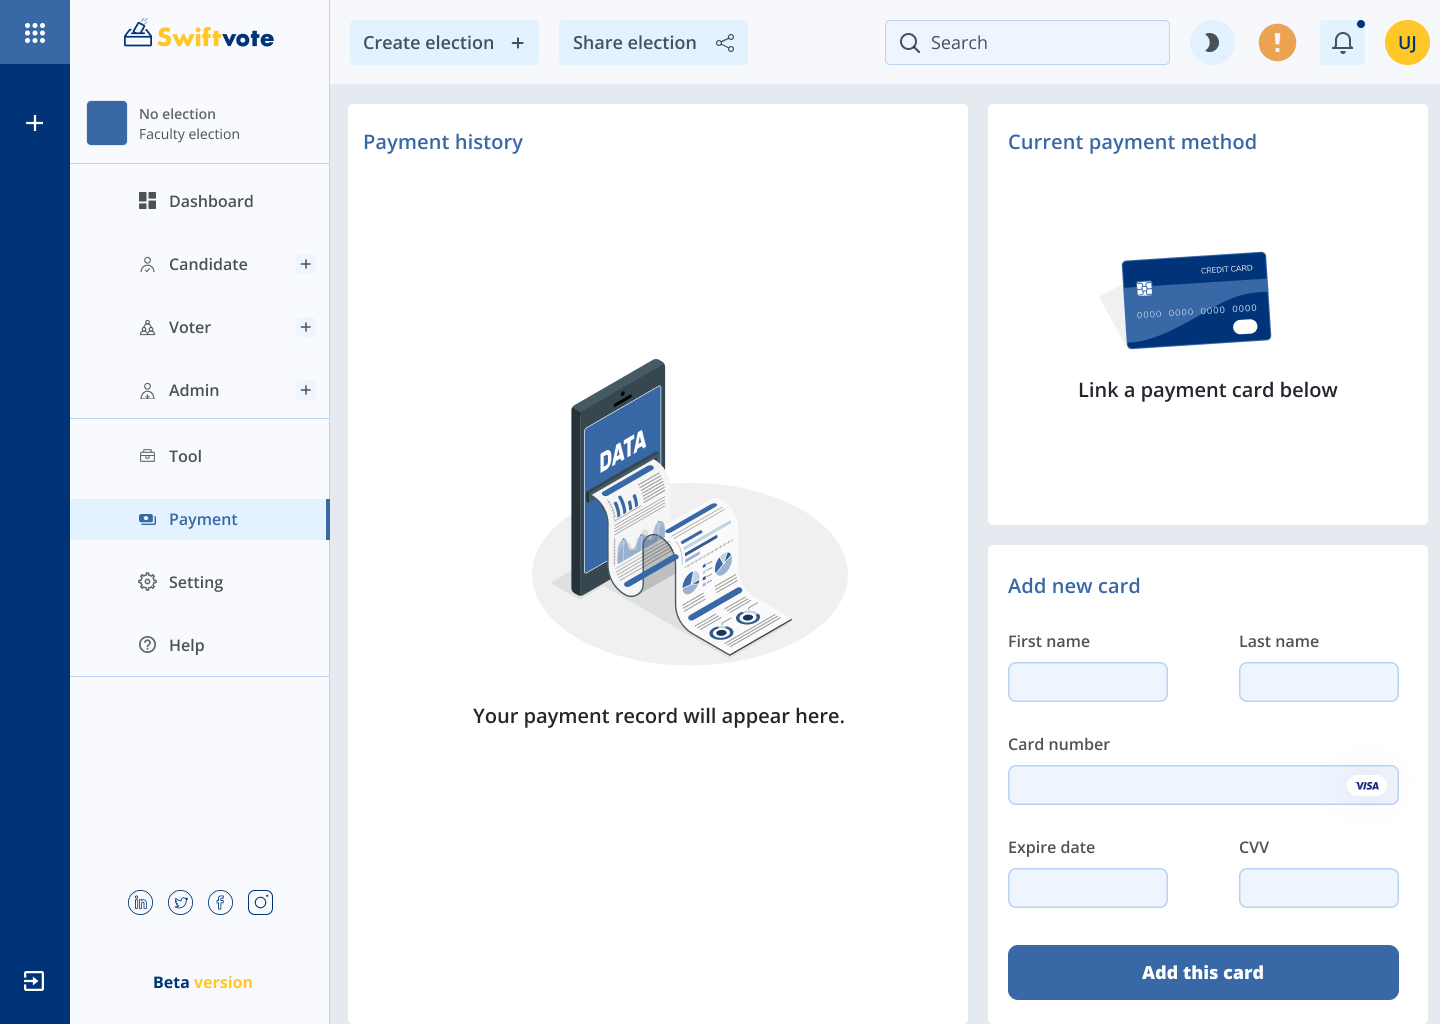 Swiftvote
Create election
Share election
Search
!
UJ
No election
Faculty election
Dashboard
Candidate
Voter
Admin
Tool
Payment
Setting
Help
Beta version
Payment history
DATA
Your payment record will appear here.
Current payment method
CREDIT CARD
0000 0000 0000 0000
Link a payment card below
Add new card
First name
Last name
Card number
VISA
Expire date
CVV
Add this card